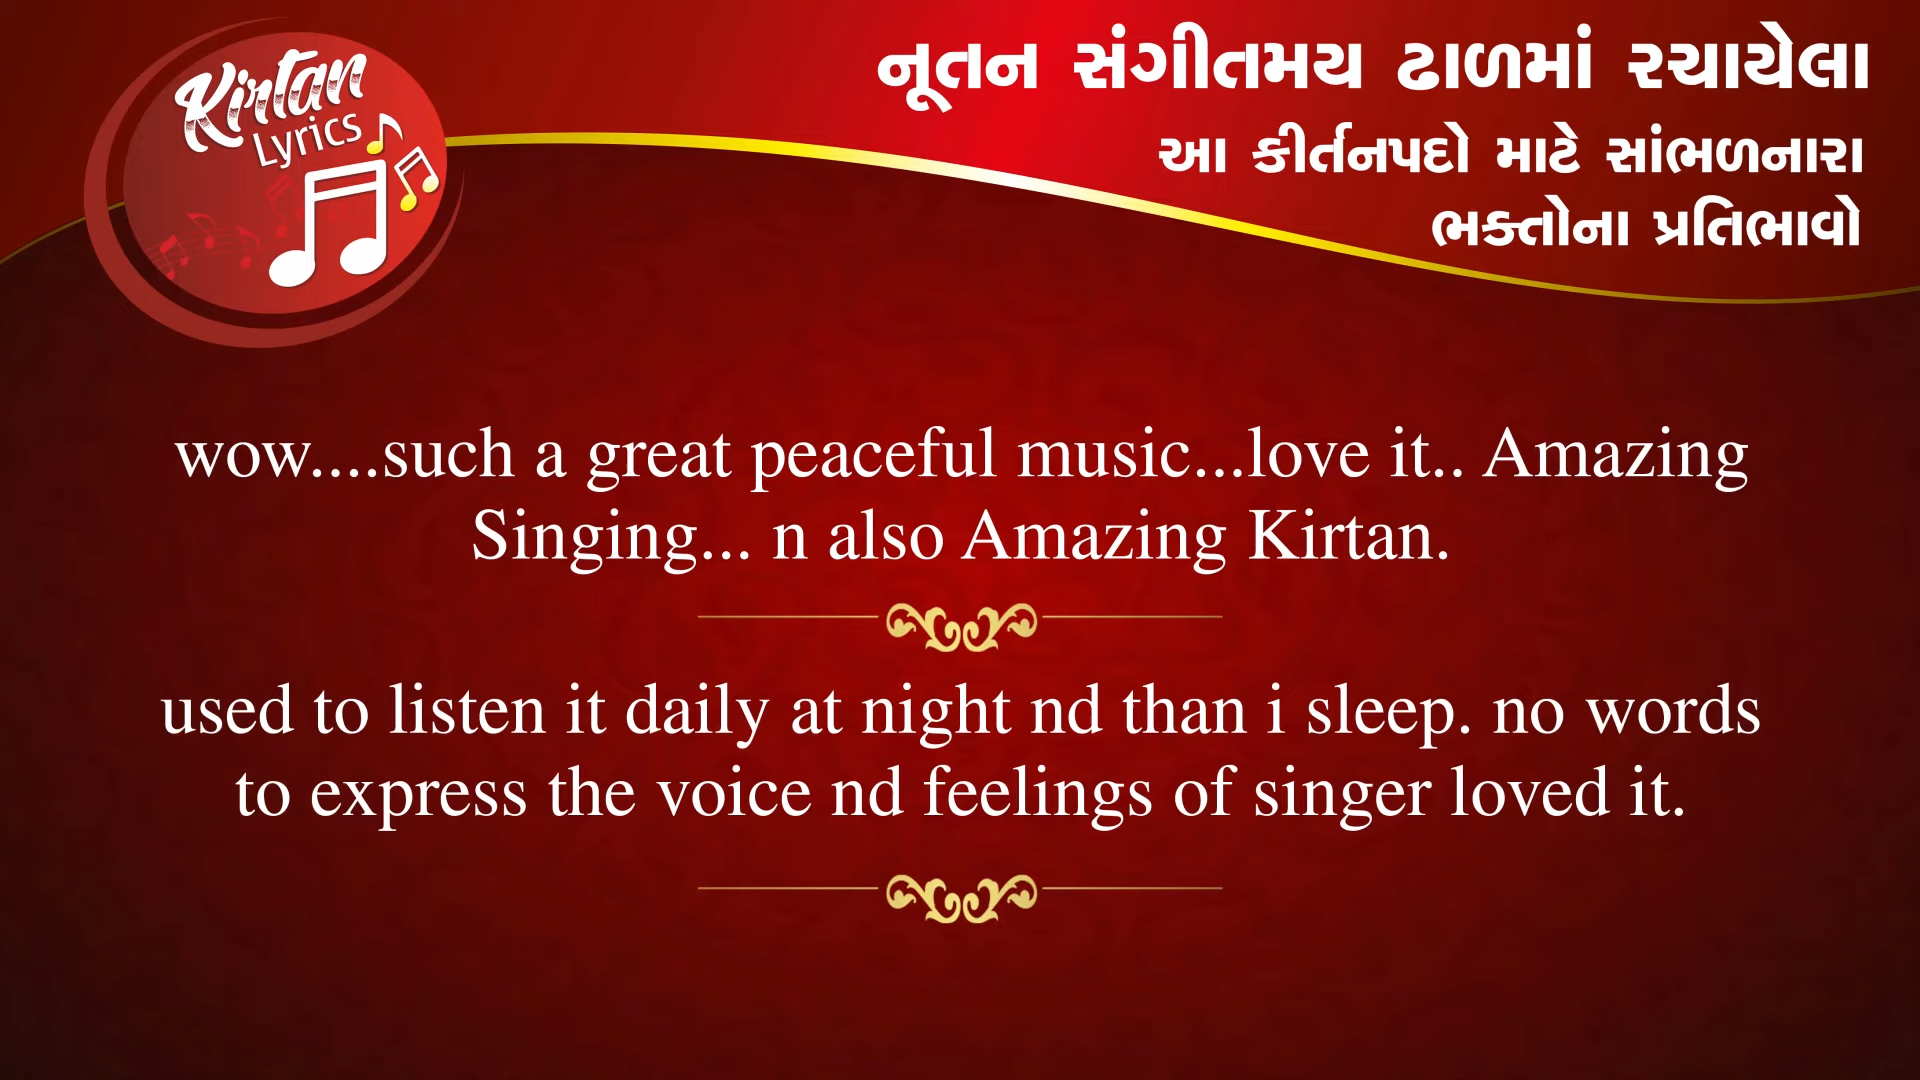 Kirtan
Lyrics
નૂતન સંગીતમય ઢાળમાં રચાયેલા
આ કીર્તનપદો માટે સાંભળનારા
ભક્તોના પ્રતિભાવો
wow....such a great peaceful music...love it.. Amazing
Singing... n also Amazing Kirtan.
used to listen it daily at night nd than i sleep. no words
to express the voice nd feelings of singer loved it.